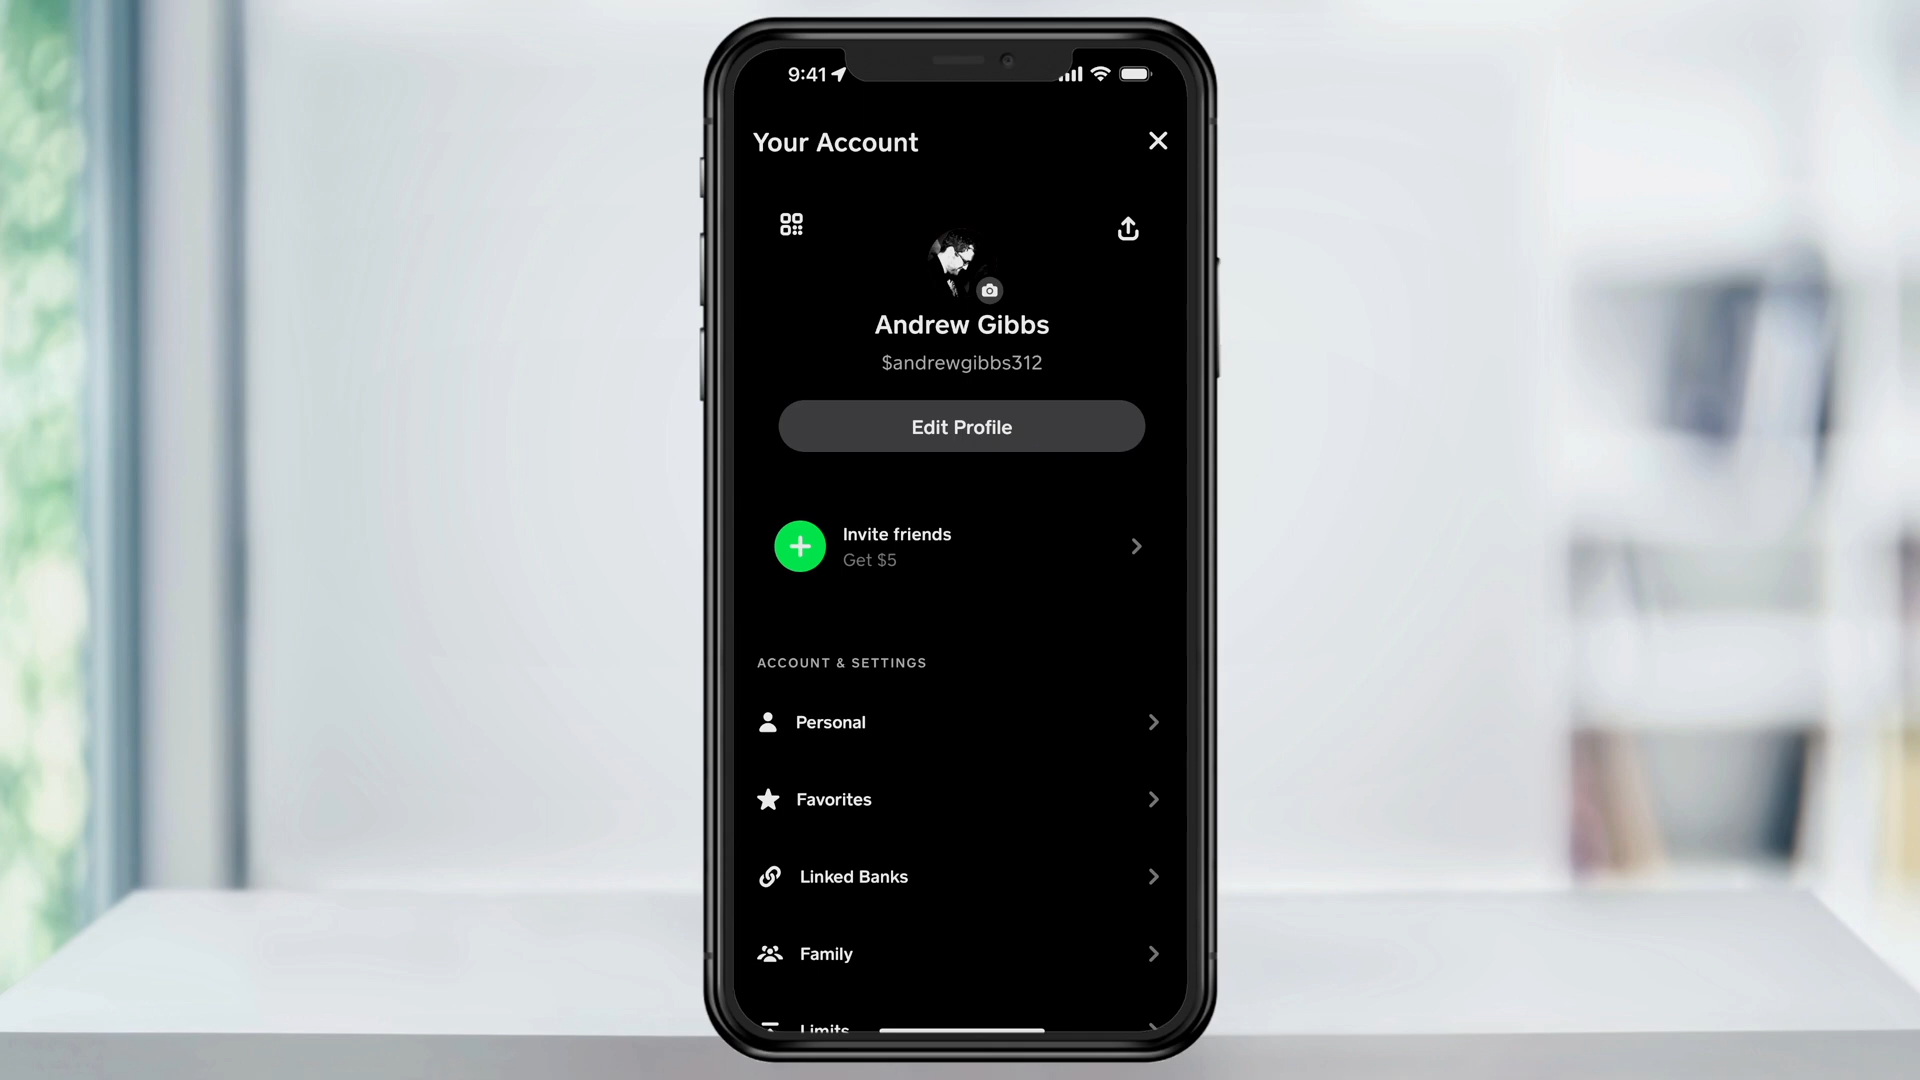 9:41
Your Account
Andrew Gibbs
$andrewgibbs312
Edit Profile
Invite friends
Get $5
ACCOUNT & SETTINGS
Personal
Favorites
Linked Banks
Family
Limits